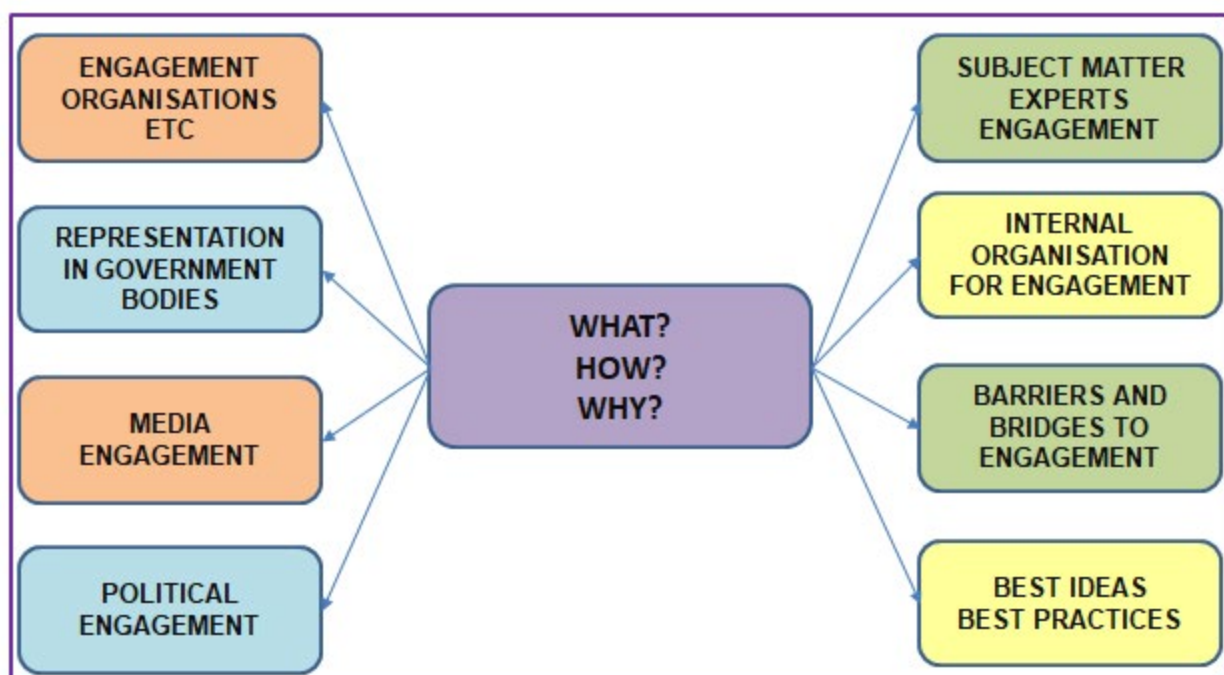 ENGAGEMENT
ORGANISATIONS
ETC
REPRESENTATION
IN GOVERNMENT
BODIES
MEDIA
ENGAGEMENT
POLITICAL
ENGAGEMENT
WHAT?
HOW?
WHY?
SUBJECT MATTER
EXPERTS
ENGAGEMENT
INTERNAL
ORGANISATION
FOR ENGAGEMENT
BARRIERS AND
BRIDGES TO
ENGAGEMENT
BEST IDEAS
BEST PRACTICES